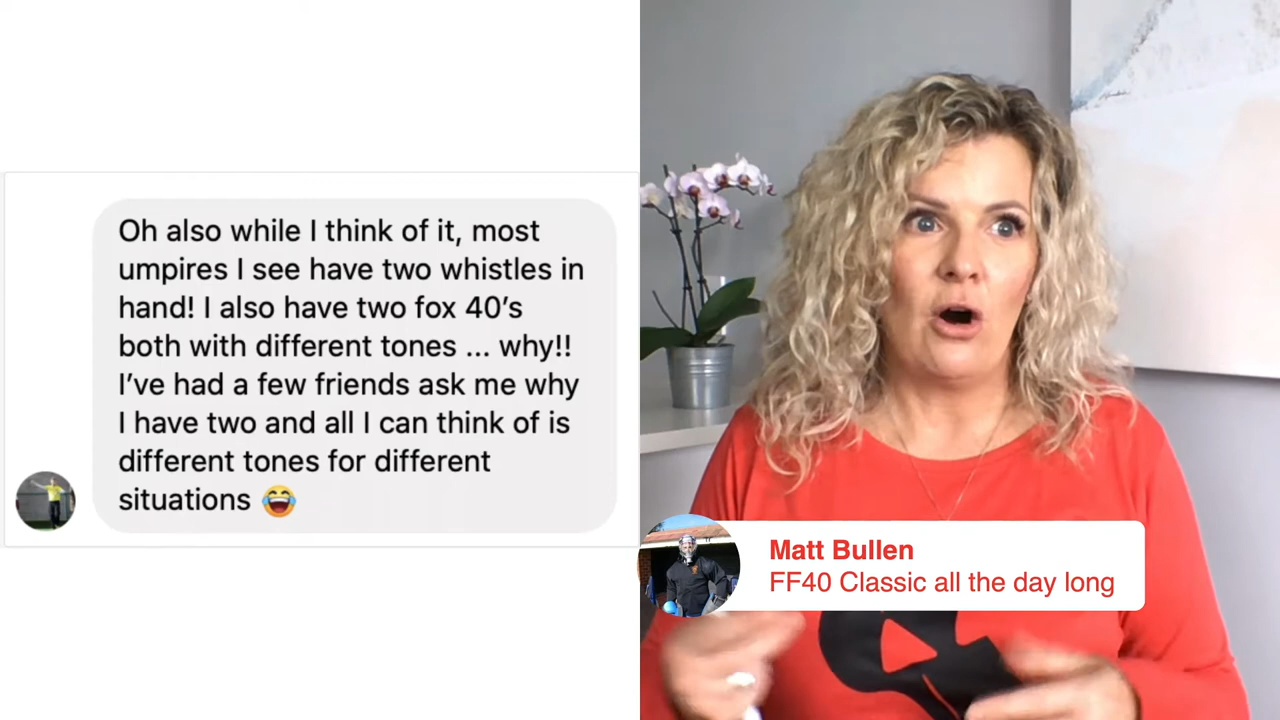 Oh also while I think of it, most
umpires I see have two whistles in
hand! I also have two fox 40’s
both with different tones ... why!!
I’ve had a few friends ask me why
I have two and all I can think of is
different tones for different
situations 😂
Matt Bullen
FF40 Classic all the day long